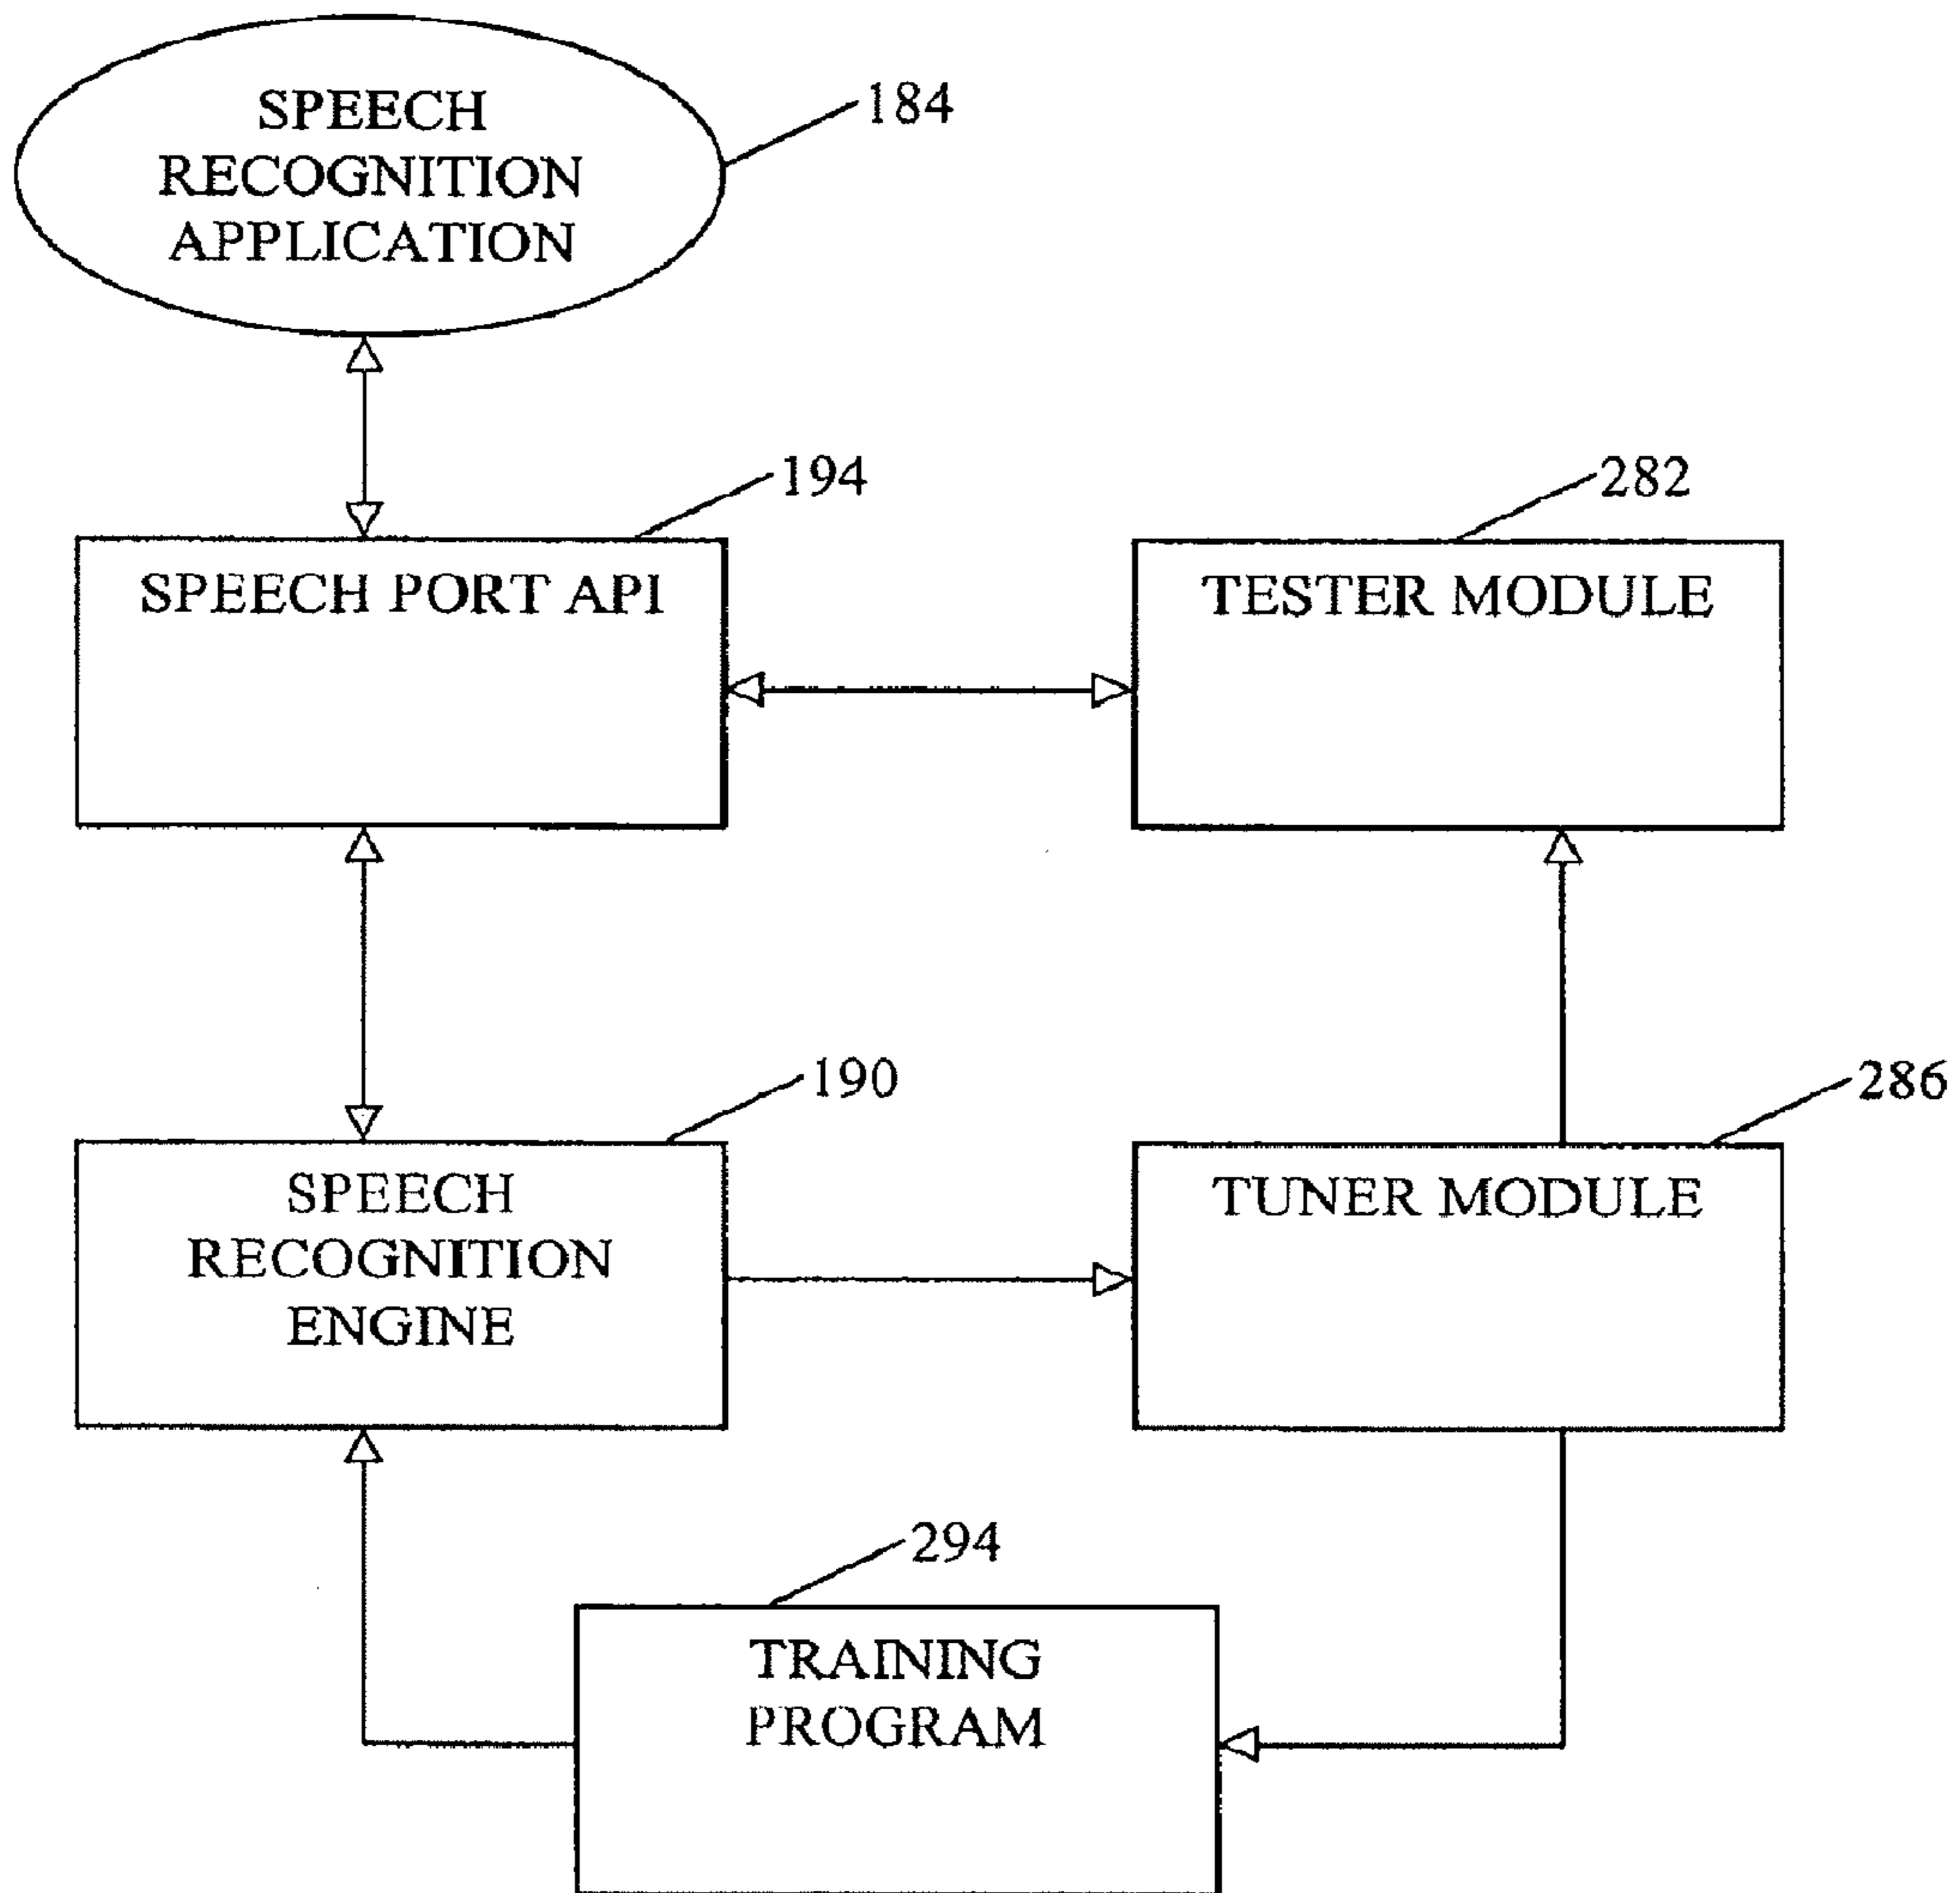 SPEECH
RECOGNITION
APPLICATION
184
194
282
SPEECH PORT API
TESTER MODULE
190
286
SPEECH
RECOGNITION
ENGINE
TUNER MODULE
294
TRAINING
PROGRAM